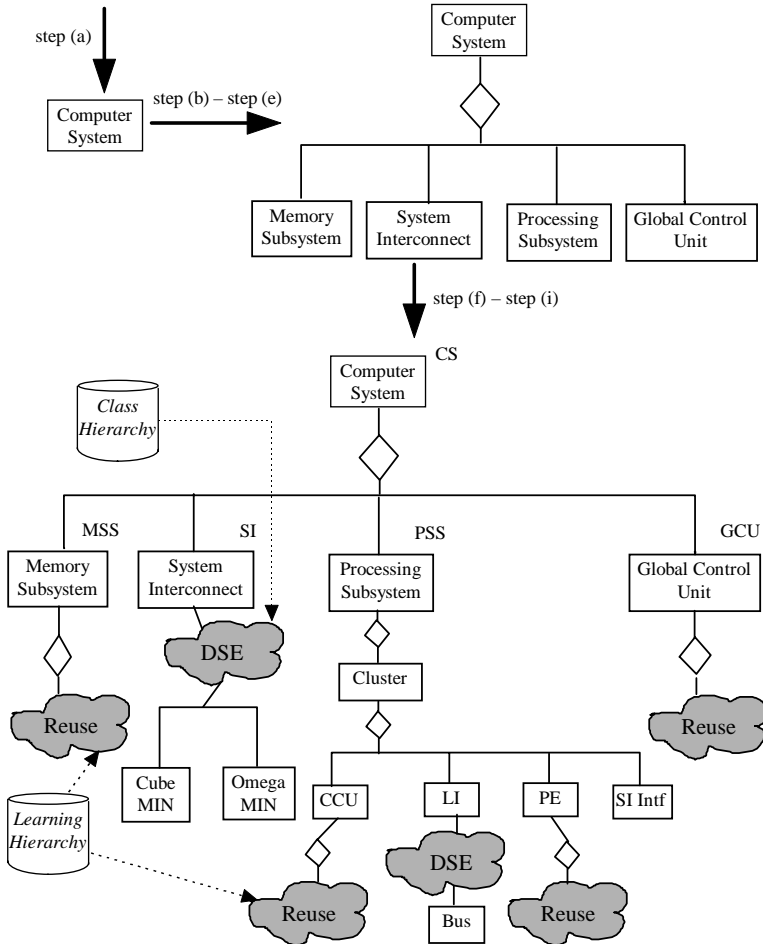 step (a)
Computer
System
step (b) – step (e)
Computer
System
Memory
Subsystem
System
Interconnect
Processing
Subsystem
Global Control
Unit
step (f) – step (i)
CS
Computer
System
Class
Hierarchy
MSS
SI
PSS
GCU
Memory
Subsystem
System
Interconnect
Processing
Subsystem
Global Control
Unit
DSE
Cluster
Reuse
Reuse
Cube
MIN
Omega
MIN
CCU
LI
PE
SI Intf
Learning
Hierarchy
DSE
Reuse
Bus
Reuse